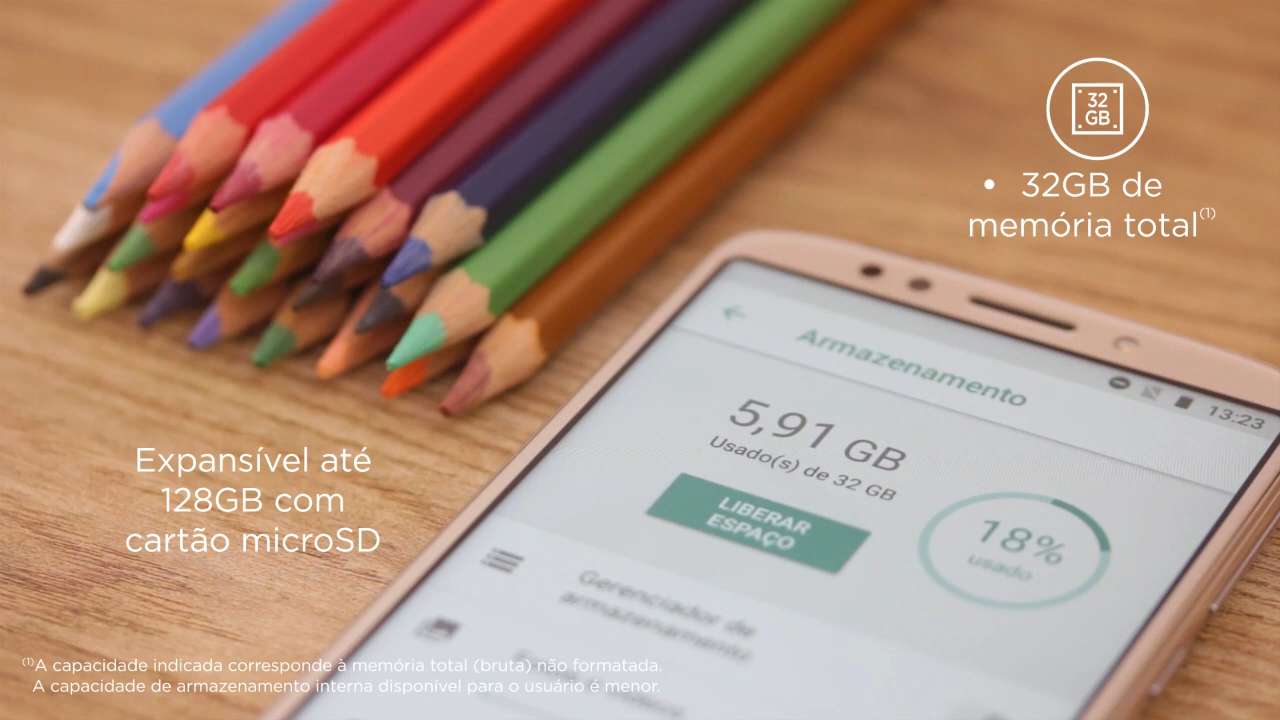 32
GB
• 32GB de
memória total(1)
Armazenamento
13:23
5,91 GB
Usado(s) de 32 GB
LIBERAR
ESPAÇO
18%
usado
Gerenciador de
armazenamento
Expansível até
128GB com
cartão microSD
(1)A capacidade indicada corresponde à memória total (bruta) não formatada.
A capacidade de armazenamento interna disponível para o usuário é menor.